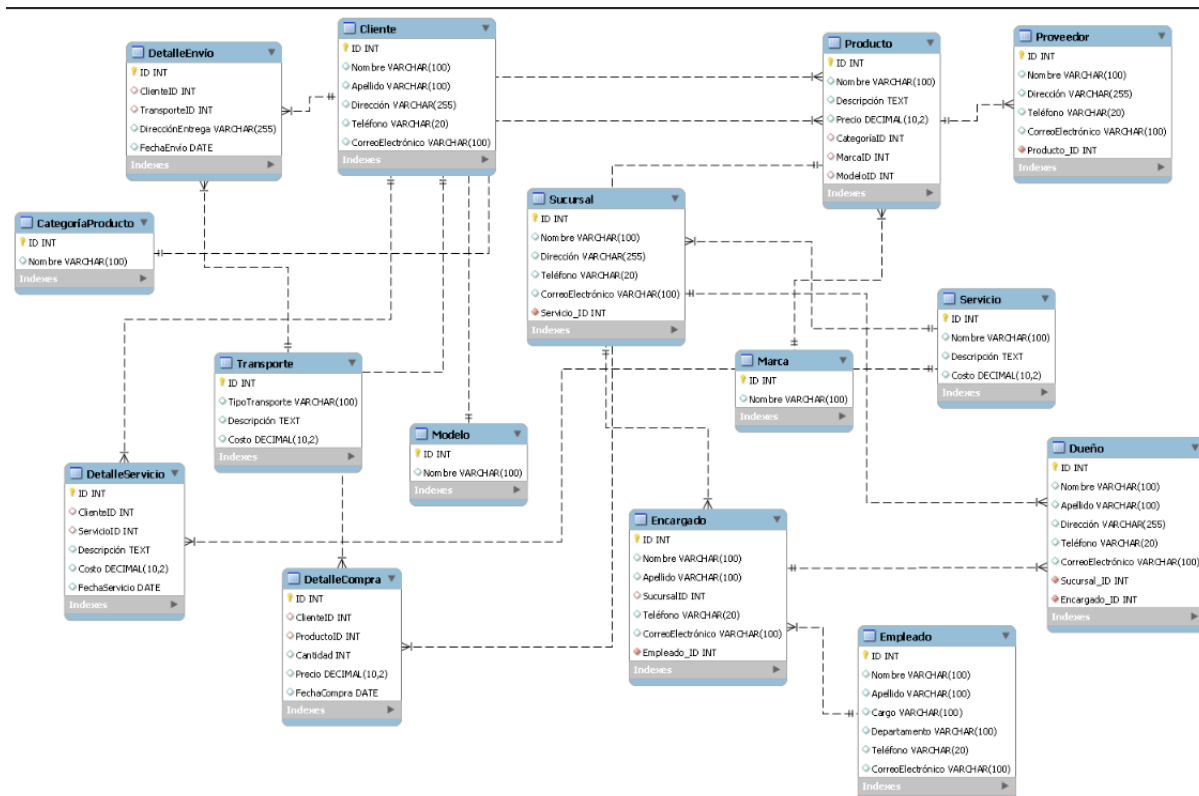 DetalleEnvío
ID INT
ClienteID INT
TransporteID INT
DirecciónEntrega VARCHAR(255)
FechaEnvío DATE
Indexes
Cliente
ID INT
Nombre VARCHAR(100)
Apellido VARCHAR(100)
Dirección VARCHAR(255)
Teléfono VARCHAR(20)
CorreoElectrónico VARCHAR(100)
Indexes
Producto
ID INT
Nombre VARCHAR(100)
Descripción TEXT
Precio DECIMAL(10,2)
CategoríaID INT
MarcaID INT
ModeloID INT
Indexes
Proveedor
ID INT
Nombre VARCHAR(100)
Dirección VARCHAR(255)
Teléfono VARCHAR(20)
CorreoElectrónico VARCHAR(100)
Producto_ID INT
Indexes
CategoríaProducto
ID INT
Nombre VARCHAR(100)
Indexes
Sucursal
ID INT
Nombre VARCHAR(100)
Dirección VARCHAR(255)
Teléfono VARCHAR(20)
CorreoElectrónico VARCHAR(100)
Servicio_ID INT
Indexes
Servicio
ID INT
Nombre VARCHAR(100)
Descripción TEXT
Costo DECIMAL(10,2)
Indexes
Transporte
ID INT
TipoTransporte VARCHAR(100)
Descripción TEXT
Costo DECIMAL(10,2)
Indexes
Marca
ID INT
Nombre VARCHAR(100)
Indexes
Modelo
ID INT
Nombre VARCHAR(100)
Indexes
DetalleServicio
ID INT
ClienteID INT
ServicioID INT
Descripción TEXT
Costo DECIMAL(10,2)
FechaServicio DATE
Indexes
Dueño
ID INT
Nombre VARCHAR(100)
Apellido VARCHAR(100)
Dirección VARCHAR(255)
Teléfono VARCHAR(20)
CorreoElectrónico VARCHAR(100)
Sucursal_ID INT
Encargado_ID INT
Indexes
Encargado
ID INT
Nombre VARCHAR(100)
Apellido VARCHAR(100)
SucursalID INT
Teléfono VARCHAR(20)
CorreoElectrónico VARCHAR(100)
Empleado_ID INT
Indexes
DetalleCompra
ID INT
ClienteID INT
ProductoID INT
Cantidad INT
Precio DECIMAL(10,2)
FechaCompra DATE
Indexes
Empleado
ID INT
Nombre VARCHAR(100)
Apellido VARCHAR(100)
Cargo VARCHAR(100)
Departamento VARCHAR(100)
Teléfono VARCHAR(20)
CorreoElectrónico VARCHAR(100)
Indexes